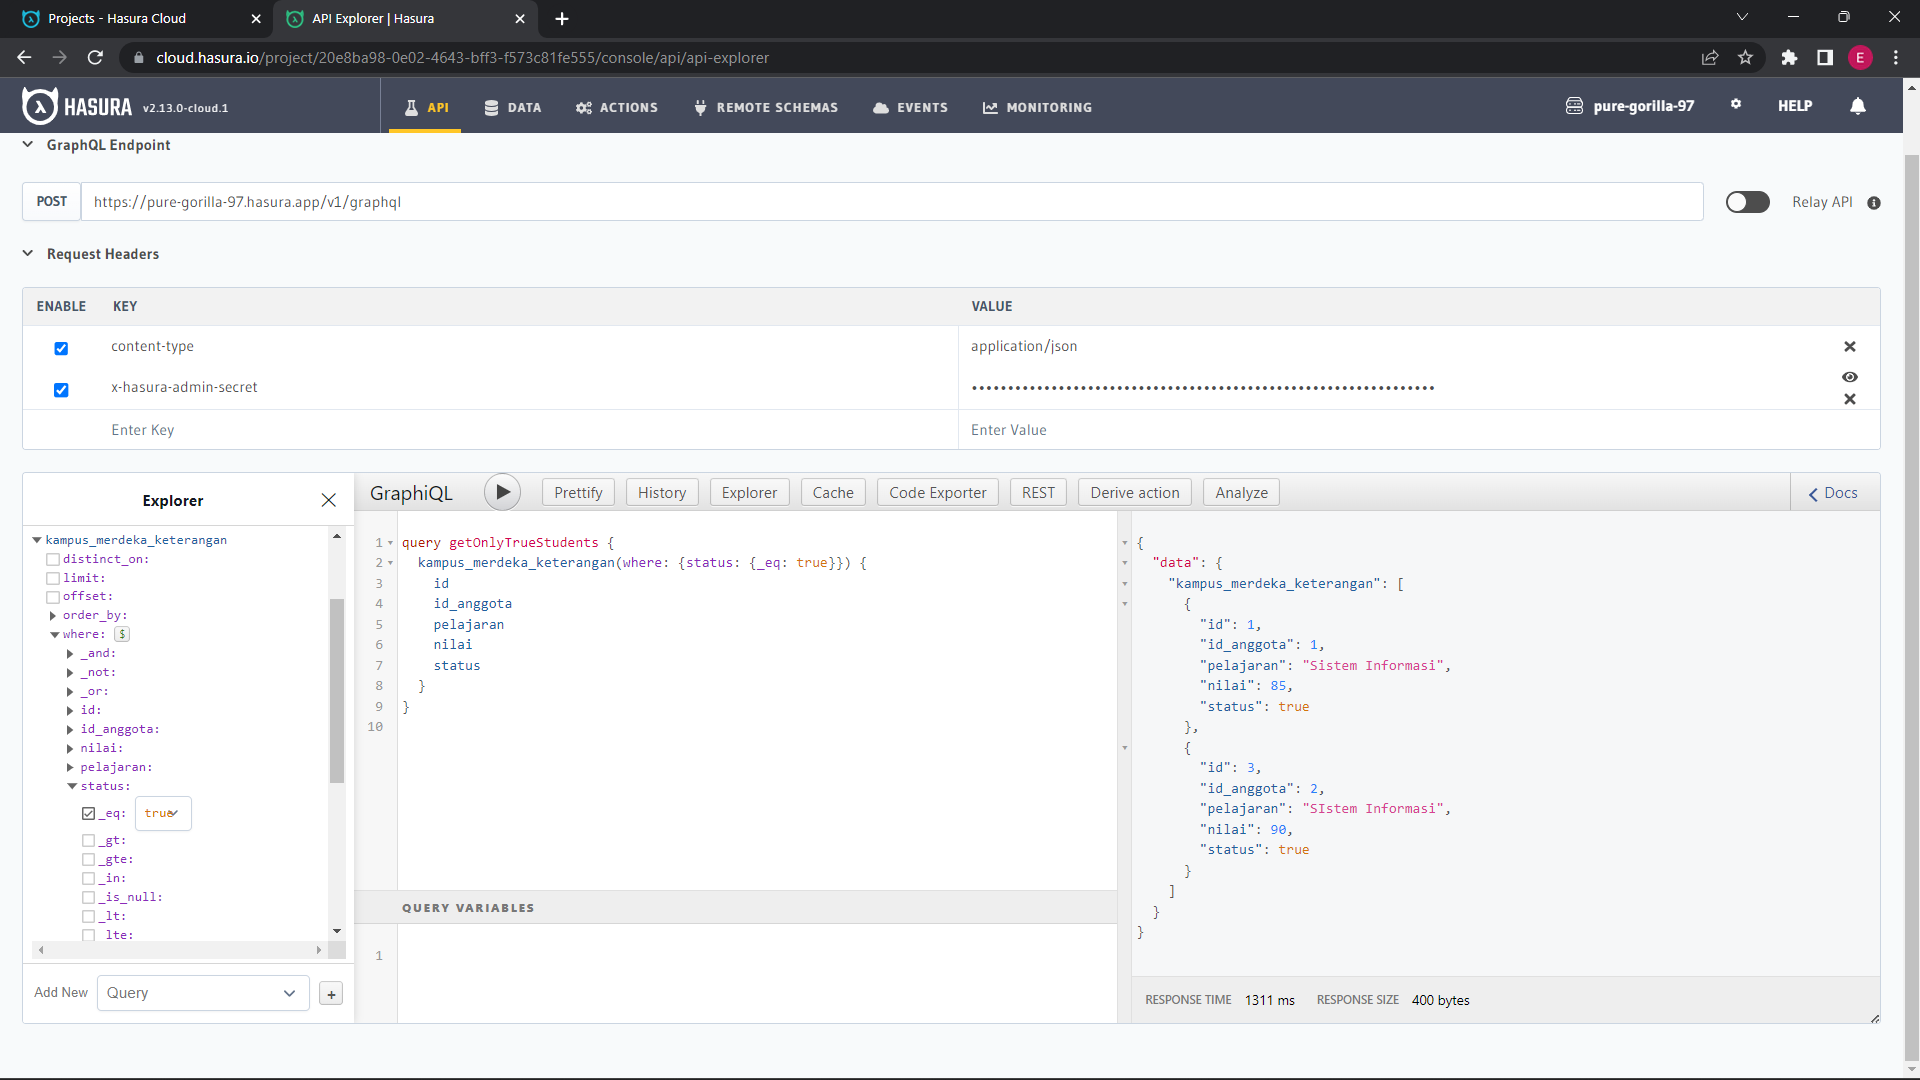 Projects - Hasura Cloud
API Explorer | Hasura
cloud.hasura.io/project/20e8ba98-0e02-4643-bff3-f573c81fe555/console/api/api-explorer
E
HASURA v2.13.0-cloud.1
API
DATA
ACTIONS
REMOTE SCHEMAS
EVENTS
MONITORING
pure-gorilla-97
HELP
GraphQL Endpoint
POST https://pure-gorilla-97.hasura.app/v1/graphql
Relay API
Request Headers
ENABLE KEY VALUE
content-type application/json
x-hasura-admin-secret ••••••••••••••••••••••••••••••••••••••••••••••••••••••••••••••••
Enter Key Enter Value
Explorer
kampus_merdeka_keterangan
distinct_on:
limit:
offset:
order_by:
where: $
_and:
_not:
_or:
id:
id_anggota:
nilai:
pelajaran:
status:
_eq: true
_gt:
_gte:
_in:
_is_null:
_lt:
_lte:
Add New Query +
GraphiQL
Prettify
History
Explorer
Cache
Code Exporter
REST
Derive action
Analyze
Docs
1 query getOnlyTrueStudents {
2 kampus_merdeka_keterangan(where: {status: {_eq: true}}) {
3 id
4 id_anggota
5 pelajaran
6 nilai
7 status
8 }
9 }
10
QUERY VARIABLES
1
{
"data": {
"kampus_merdeka_keterangan": [
{
"id": 1,
"id_anggota": 1,
"pelajaran": "Sistem Informasi",
"nilai": 85,
"status": true
},
{
"id": 3,
"id_anggota": 2,
"pelajaran": "SIstem Informasi",
"nilai": 90,
"status": true
}
]
}
}
RESPONSE TIME 1311 ms RESPONSE SIZE 400 bytes